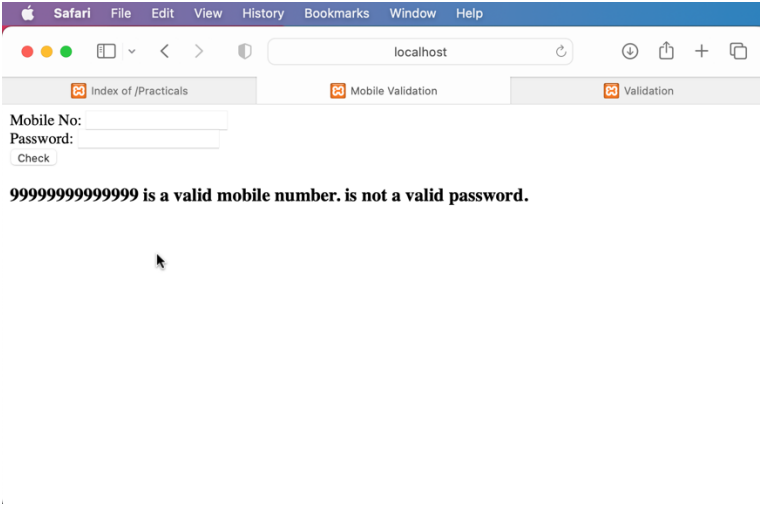 Safari File Edit View History Bookmarks Window Help
localhost
Index of /Practicals Mobile Validation Validation
Mobile No:
Password:
Check
99999999999999 is a valid mobile number. is not a valid password.